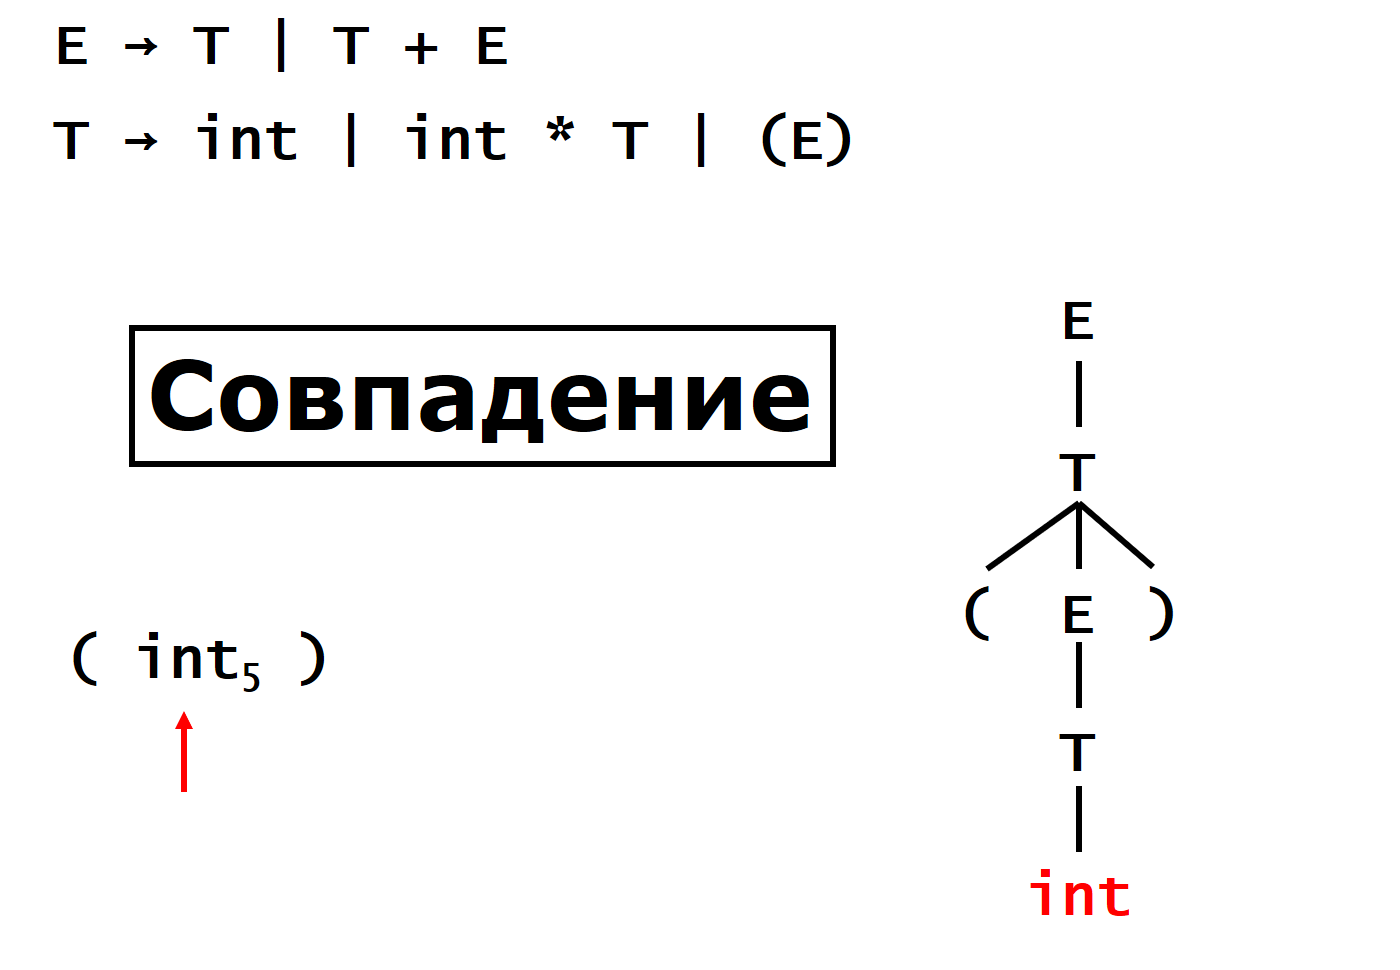 E → T | T + E
T → int | int * T | (E)
Совпадение
( int₅ )
E
T
( E )
T
int